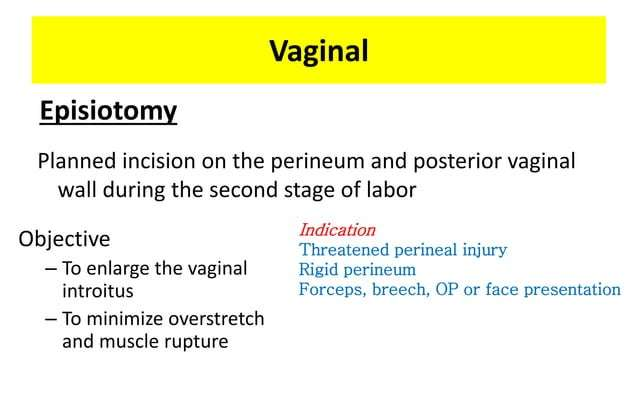 Vaginal
Episiotomy
Planned incision on the perineum and posterior vaginal
wall during the second stage of labor
Objective
– To enlarge the vaginal
introitus
– To minimize overstretch
and muscle rupture
Indication
Threatened perineal injury
Rigid perineum
Forceps, breech, OP or face presentation